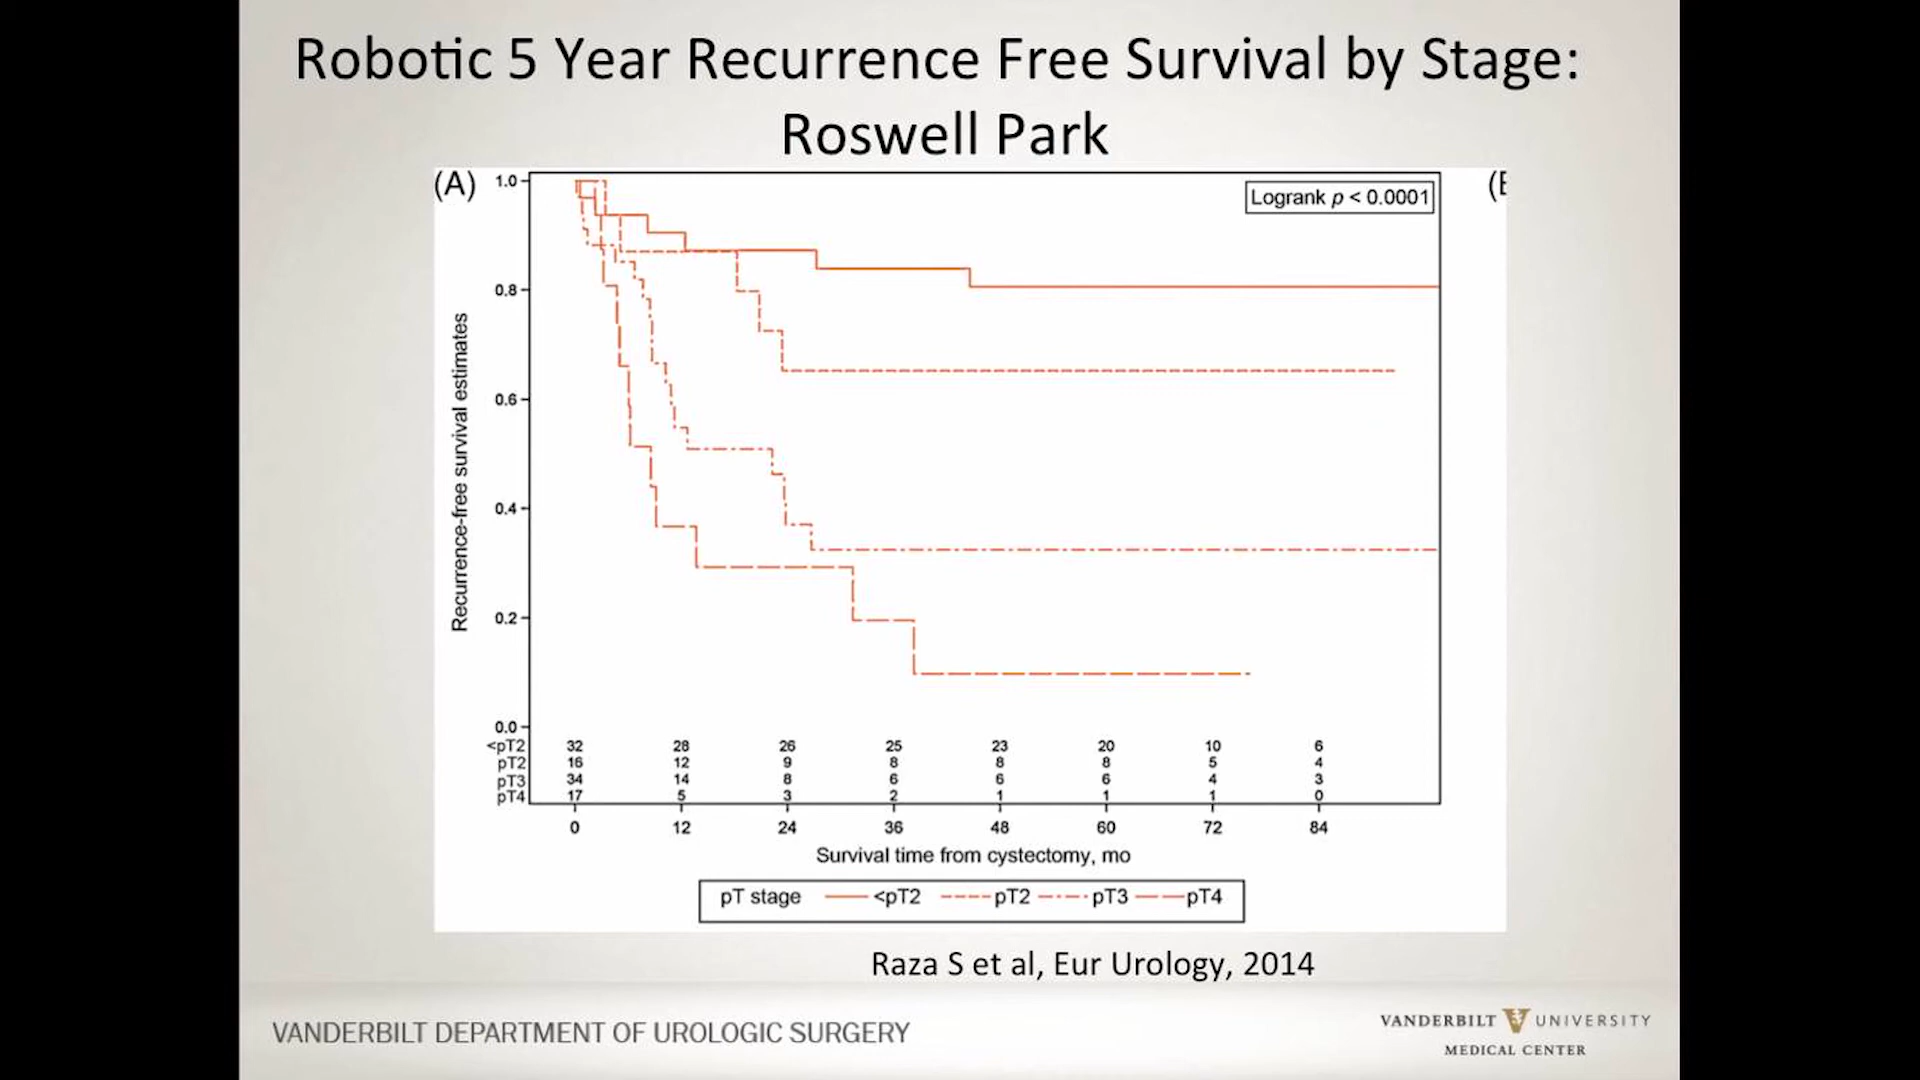 Robotic 5 Year Recurrence Free Survival by Stage:
Roswell Park
(A)
Logrank p < 0.0001
Recurrence-free survival estimates
1.0
0.8
0.6
0.4
0.2
0.0
<pT2 32 28 26 25 23 20 10 6
pT2 16 12 9 8 8 8 5 4
pT3 34 14 8 6 6 6 4 3
pT4 17 5 3 2 1 1 1 0
0 12 24 36 48 60 72 84
Survival time from cystectomy, mo
pT stage <pT2 pT2 pT3 pT4
Raza S et al, Eur Urology, 2014
VANDERBILT DEPARTMENT OF UROLOGIC SURGERY
VANDERBILT UNIVERSITY
MEDICAL CENTER